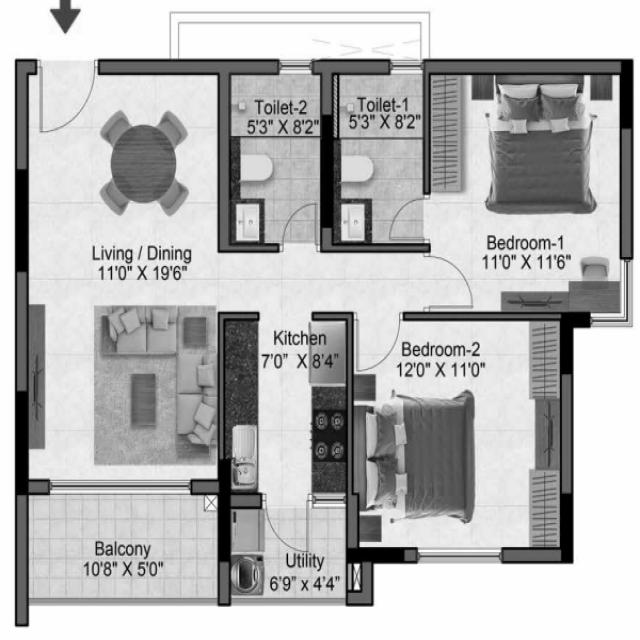 Toilet-2
5'3" X 8'2"
Toilet-1
5'3" X 8'2"
Living / Dining
11'0" X 19'6"
Bedroom-1
11'0" X 11'6"
Kitchen
7'0" X 8'4"
Bedroom-2
12'0" X 11'0"
Balcony
10'8" X 5'0"
Utility
6'9" x 4'4"